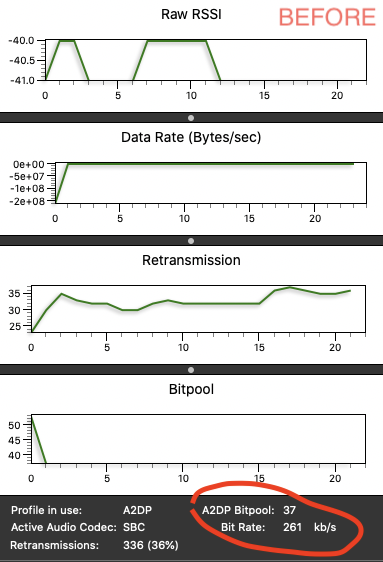 Raw RSSI
BEFORE
-40.0
-40.5
-41.0
0 5 10 15 20
Data Rate (Bytes/sec)
0e+00
-5e+07
-1e+08
-2e+08
0 5 10 15 20
Retransmission
35
30
25
0 5 10 15 20
Bitpool
50
45
40
0 5 10 15 20
Profile in use: A2DP A2DP Bitpool: 37
Active Audio Codec: SBC Bit Rate: 261 kb/s
Retransmissions: 336 (36%)